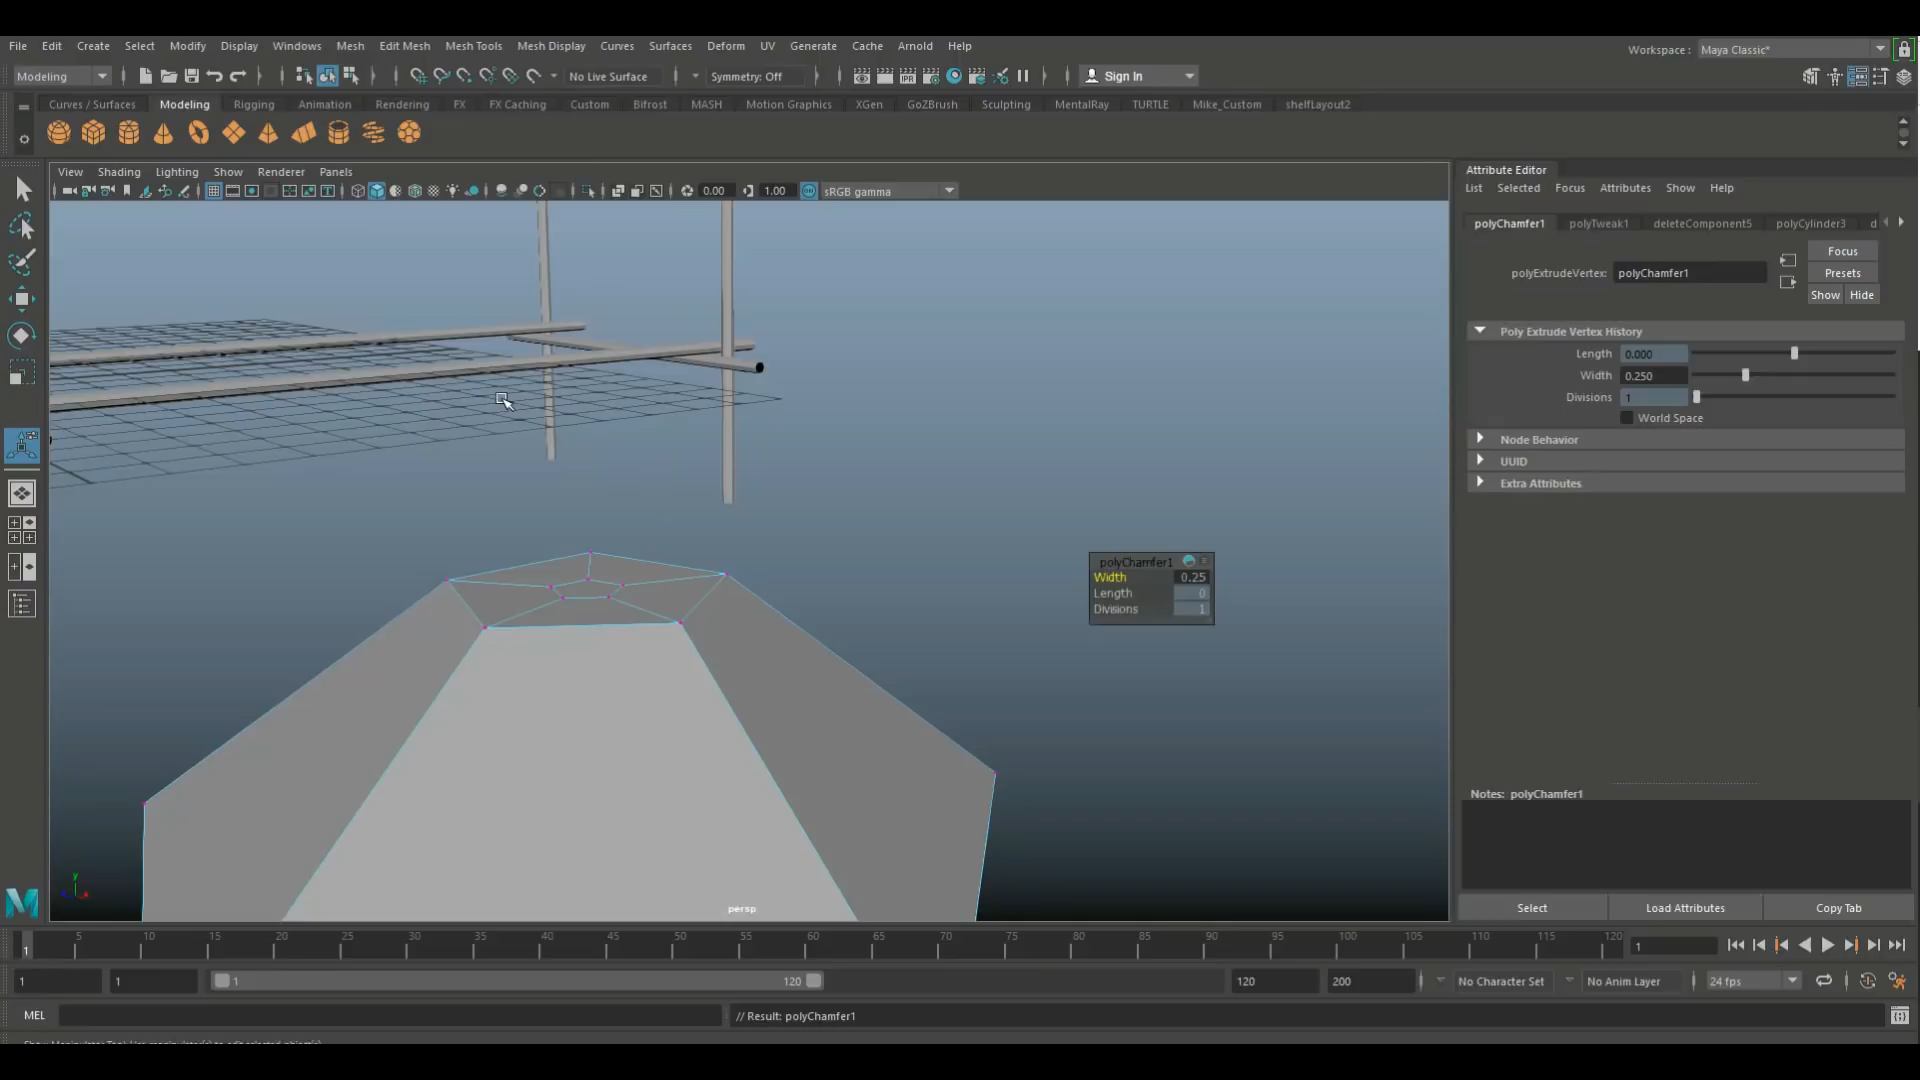 File Edit Create Select Modify Display Windows Mesh Edit Mesh Mesh Tools Mesh Display Curves Surfaces Deform UV Generate Cache Arnold Help
Workspace : Maya Classic*
Modeling No Live Surface Symmetry: Off Sign In
Curves / Surfaces Modeling Rigging Animation Rendering FX FX Caching Custom Bifrost MASH Motion Graphics XGen GoZBrush Sculpting MentalRay TURTLE Mike_Custom shelfLayout2
View Shading Lighting Show Renderer Panels
0.00 1.00 sRGB gamma
Attribute Editor
List Selected Focus Attributes Show Help
polyChamfer1 polyTweak1 deleteComponent5 polyCylinder3 d
Focus
polyExtrudeVertex: polyChamfer1 Presets
Show Hide
Poly Extrude Vertex History
Length 0.000
Width 0.250
Divisions 1
World Space
Node Behavior
UUID
Extra Attributes
polyChamfer1
Width 0.25
Length 0
Divisions 1
Notes: polyChamfer1
y
x
persp
Select Load Attributes Copy Tab
1 5 10 15 20 25 30 35 40 45 50 55 60 65 70 75 80 85 90 95 100 105 110 115 120 1
1 1 1 120 120 200 No Character Set No Anim Layer 24 fps
MEL // Result: polyChamfer1